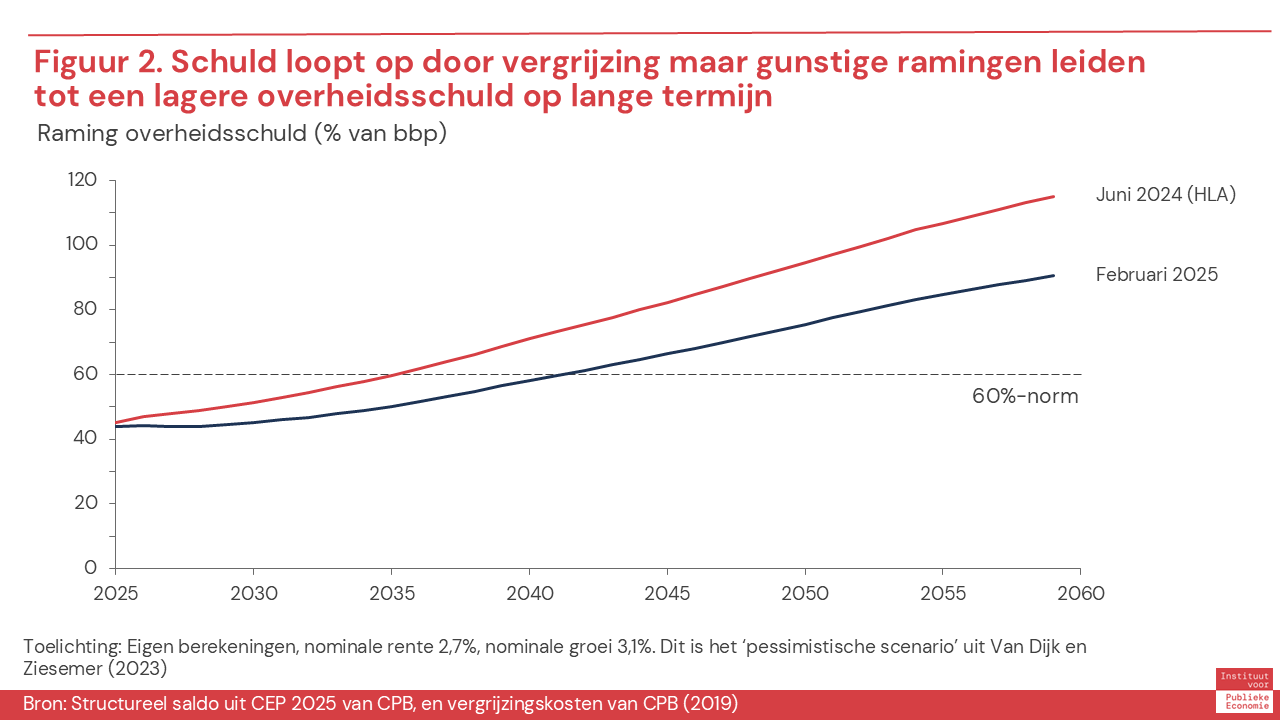 Figuur 2. Schuld loopt op door vergrijzing maar gunstige ramingen leiden
tot een lagere overheidsschuld op lange termijn
Raming overheidsschuld (% van bbp)
120
100
80
60
40
20
0
Juni 2024 (HLA)
Februari 2025
60%-norm
2025
2030
2035
2040
2045
2050
2055
2060
Toelichting: Eigen berekeningen, nominale rente 2,7%, nominale groei 3,1%. Dit is het ‘pessimistische scenario’ uit Van Dijk en
Ziesemer (2023)
Bron: Structureel saldo uit CEP 2025 van CPB, en vergrijzingskosten van CPB (2019)
Instituut
voor
Publieke
Economie